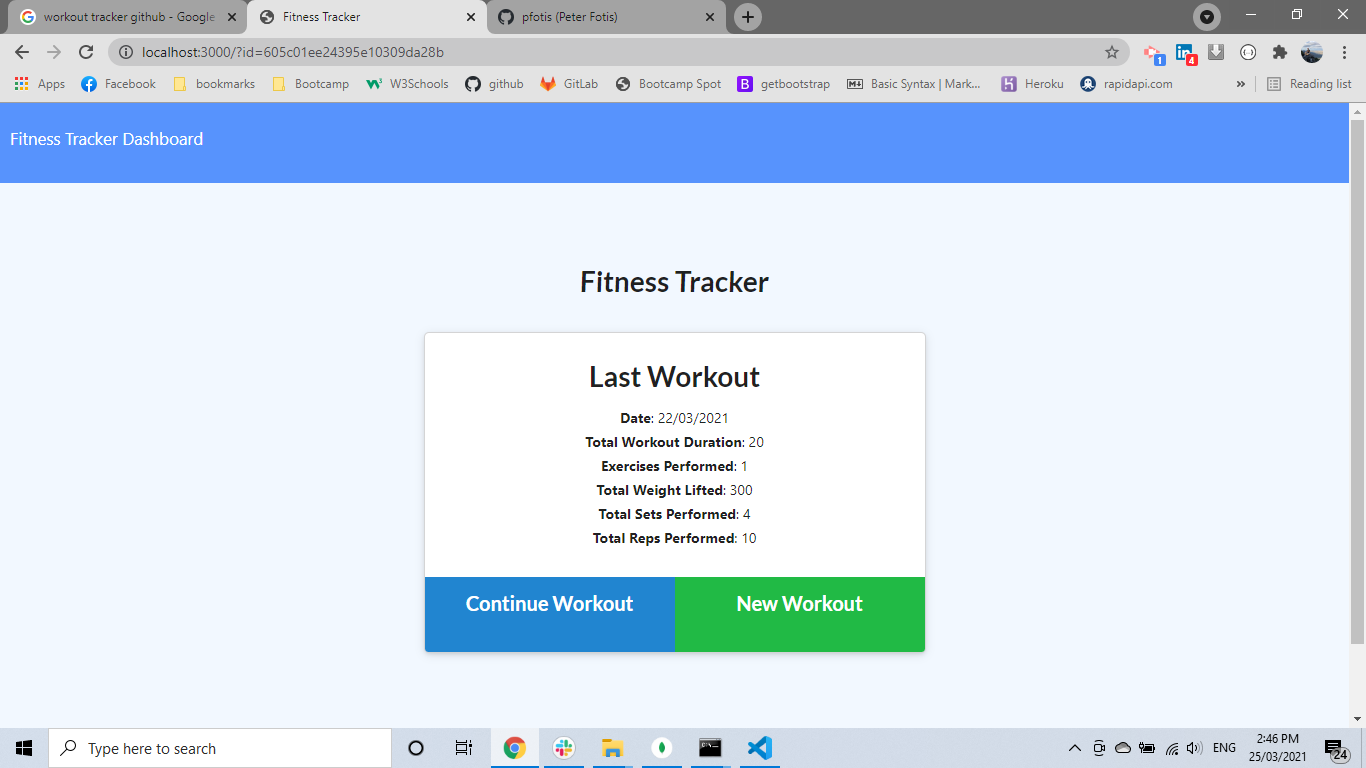 workout tracker github - Google
Fitness Tracker
pfotis (Peter Fotis)
localhost:3000/?id=605c01ee24395e10309da28b
1
4
Apps
Facebook
bookmarks
Bootcamp
W3Schools
github
GitLab
Bootcamp Spot
getbootstrap
Basic Syntax | Mark...
Heroku
rapidapi.com
»
Reading list
Fitness Tracker Dashboard
Fitness Tracker
Last Workout
Date: 22/03/2021
Total Workout Duration: 20
Exercises Performed: 1
Total Weight Lifted: 300
Total Sets Performed: 4
Total Reps Performed: 10
Continue Workout
New Workout
Type here to search
ENG
2:46 PM
25/03/2021
24